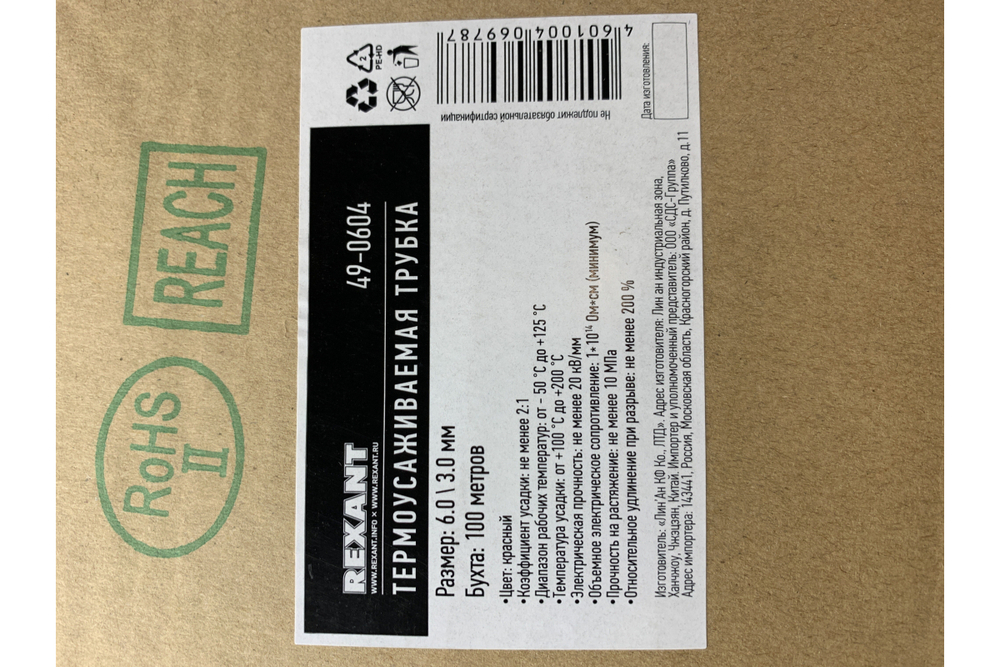 RoHS
II
REACH
REXANT
WWW.REXANT.INFO × WWW.REXANT.RU
49-0604
ТЕРМОУСАЖИВАЕМАЯ ТРУБКА
2
PE-HD
Размер: 6.0 \ 3.0 мм
Бухта: 100 метров
•Цвет: красный
•Коэффициент усадки: не менее 2:1
•Диапазон рабочих температур: от – 50 °С до +125 °С
•Температура усадки: от +100 °С до +200 °С
•Электрическая прочность: не менее 20 кВ/мм
•Объемное электрическое сопротивление: 1*10¹⁴ Ом*см (минимум)
•Прочность на растяжение: не менее 10 МПа
•Относительное удлинение при разрыве: не менее 200 %
4 601004 069787
Не подлежит обязательной сертификации
Дата изготовления:
Изготовитель: «Лин'Ан КФ Ко., ЛТД». Адрес изготовителя: Лин ан индустриальная зона,
Ханчжоу, Чжэцзян, Китай. Импортер и уполномоченный представитель: ООО «СДС-Группа»
Адрес импортера: 143441, Россия, Московская область, Красногорский район, д. Путилково, д.11